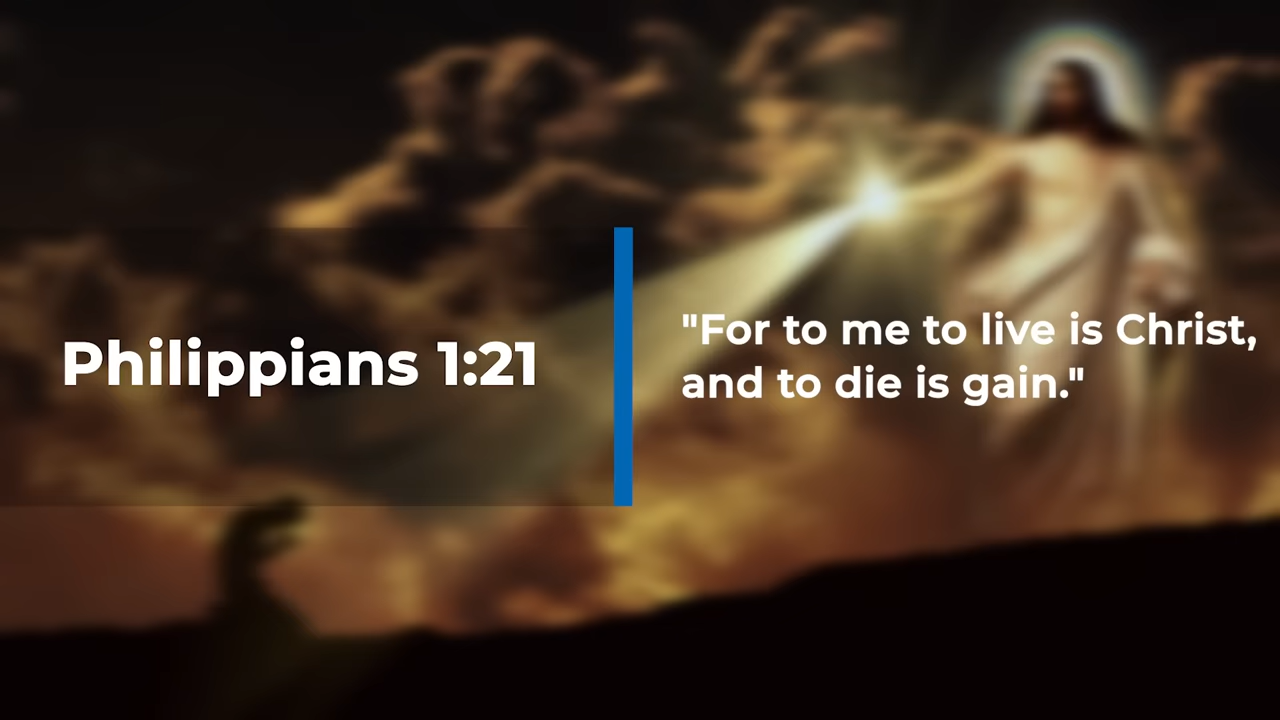 Philippians 1:21
"For to me to live is Christ,
and to die is gain."